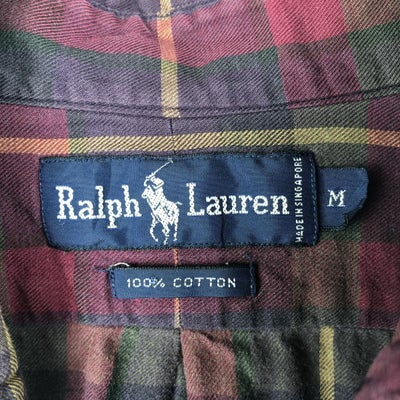 Ralph Lauren
MADE IN SINGAPORE
M
100% COTTON